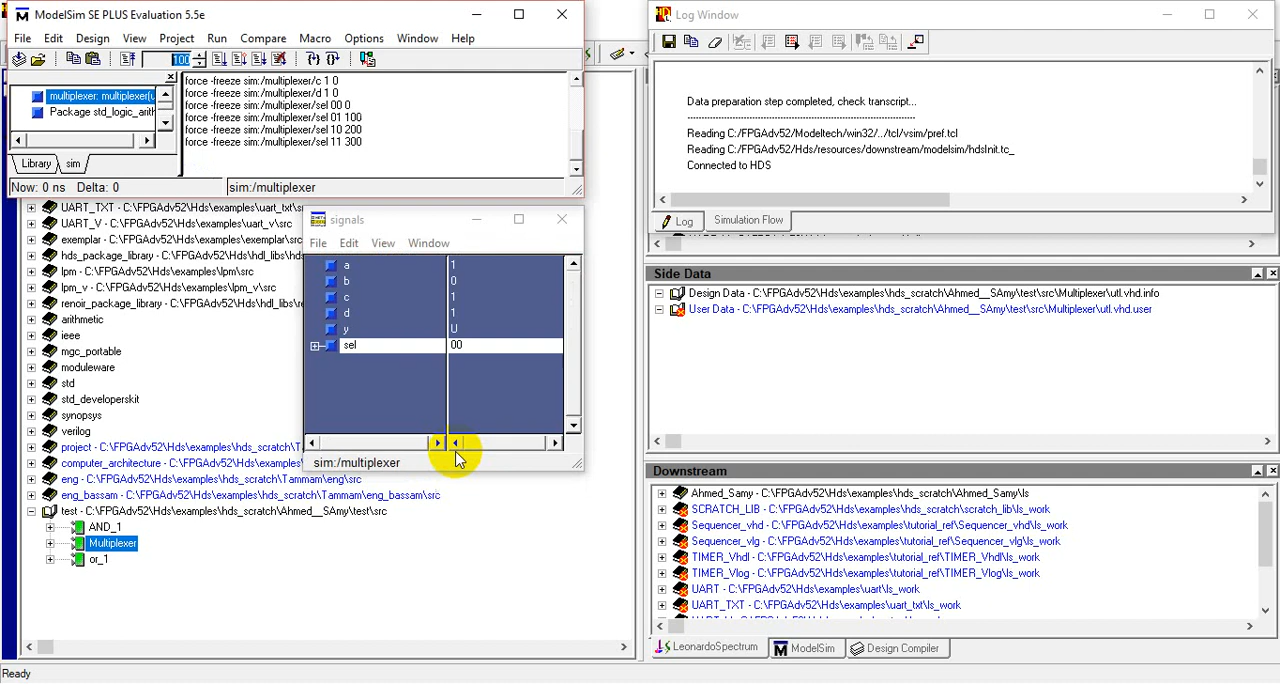 ModelSim SE PLUS Evaluation 5.5e
File Edit Design View Project Run Compare Macro Options Window Help
100
multiplexer: multiplexer(u
Package std_logic_arith
Library sim
force -freeze sim:/multiplexer/c 1 0
force -freeze sim:/multiplexer/d 1 0
force -freeze sim:/multiplexer/sel 00 0
force -freeze sim:/multiplexer/sel 01 100
force -freeze sim:/multiplexer/sel 10 200
force -freeze sim:/multiplexer/sel 11 300
Now: 0 ns Delta: 0
sim:/multiplexer
UART_TXT - C:\FPGAdv52\Hds\examples\uart_txt\src
UART_V - C:\FPGAdv52\Hds\examples\uart_v\src
exemplar - C:\FPGAdv52\Hds\examples\exemplar\src
hds_package_library - C:\FPGAdv52\Hds\hdl_libs\
lpm - C:\FPGAdv52\Hds\examples\lpm\src
lpm_v - C:\FPGAdv52\Hds\examples\lpm_v\src
renoir_package_library - C:\FPGAdv52\Hds\hdl_libs\
arithmetic
ieee
mgc_portable
moduleware
std
std_developerskit
synopsys
verilog
project - C:\FPGAdv52\Hds\examples\hds_scratch\T
computer_architecture - C:\FPGAdv52\Hds\examples\hds_scratch\Tammam\
eng - C:\FPGAdv52\Hds\examples\hds_scratch\Tammam\eng\src
eng_bassam - C:\FPGAdv52\Hds\examples\hds_scratch\Tammam\eng_bassam\src
test - C:\FPGAdv52\Hds\examples\hds_scratch\Ahmed__SAmy\test\src
AND_1
Multiplexer
or_1
Ready
signals
File Edit View Window
a 1
b 0
c 1
d 1
y U
sel 00
sim:/multiplexer
Log Window
Data preparation step completed, check transcript...
Reading C:/FPGAdv52/Modeltech/win32/../tcl/vsim/pref.tcl
Reading C:/FPGAdv52/Hds/resources/downstream/modelsim/hdsInit.tc_
Connected to HDS
Log Simulation Flow
Side Data
Design Data - C:\FPGAdv52\Hds\examples\hds_scratch\Ahmed__SAmy\test\src\Multiplexer\utl.vhd.info
User Data - C:\FPGAdv52\Hds\examples\hds_scratch\Ahmed__SAmy\test\src\Multiplexer\utl.vhd.user
Downstream
Ahmed_Samy - C:\FPGAdv52\Hds\examples\hds_scratch\Ahmed_Samy\ls
SCRATCH_LIB - C:\FPGAdv52\Hds\examples\hds_scratch\scratch_lib\ls_work
Sequencer_vhd - C:\FPGAdv52\Hds\examples\tutorial_ref\Sequencer_vhd\ls_work
Sequencer_vlg - C:\FPGAdv52\Hds\examples\tutorial_ref\Sequencer_vlg\ls_work
TIMER_Vhdl - C:\FPGAdv52\Hds\examples\tutorial_ref\TIMER_Vhdl\ls_work
TIMER_Vlog - C:\FPGAdv52\Hds\examples\tutorial_ref\TIMER_Vlog\ls_work
UART - C:\FPGAdv52\Hds\examples\uart\ls_work
UART_TXT - C:\FPGAdv52\Hds\examples\uart_txt\ls_work
LeonardoSpectrum ModelSim Design Compiler